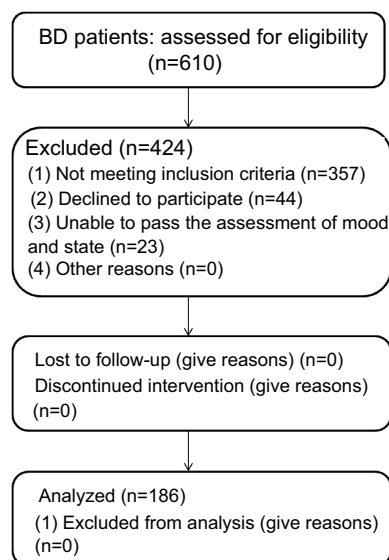 BD patients: assessed for eligibility
(n=610)
Excluded (n=424)
(1) Not meeting inclusion criteria (n=357)
(2) Declined to participate (n=44)
(3) Unable to pass the assessment of mood
and state (n=23)
(4) Other reasons (n=0)
Lost to follow-up (give reasons) (n=0)
Discontinued intervention (give reasons)
(n=0)
Analyzed (n=186)
(1) Excluded from analysis (give reasons)
(n=0)